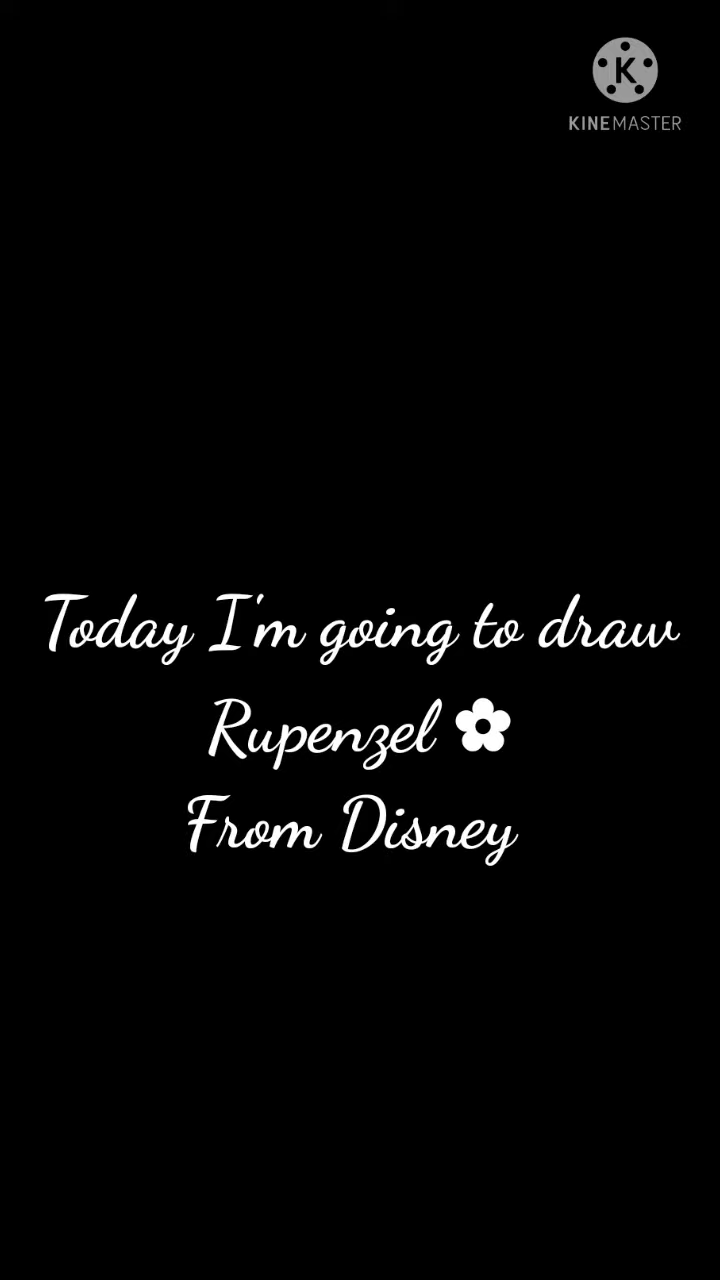 K
KINEMASTER
Today I'm going to draw
Rupenzel ✿
From Disney